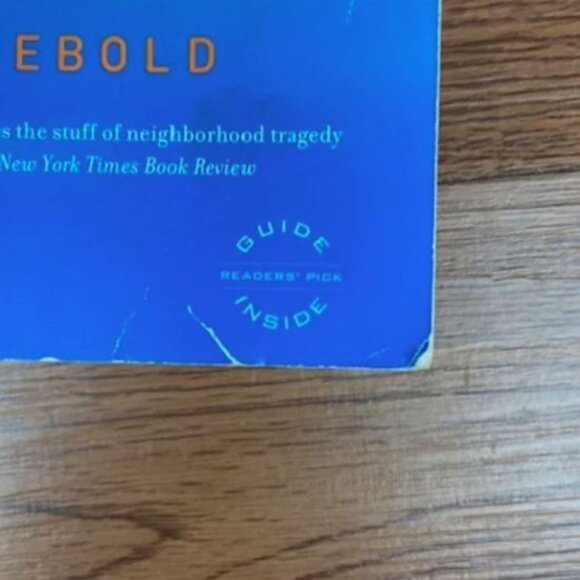 EBOLD
s the stuff of neighborhood tragedy
New York Times Book Review
GUIDE
READERS' PICK
INSIDE